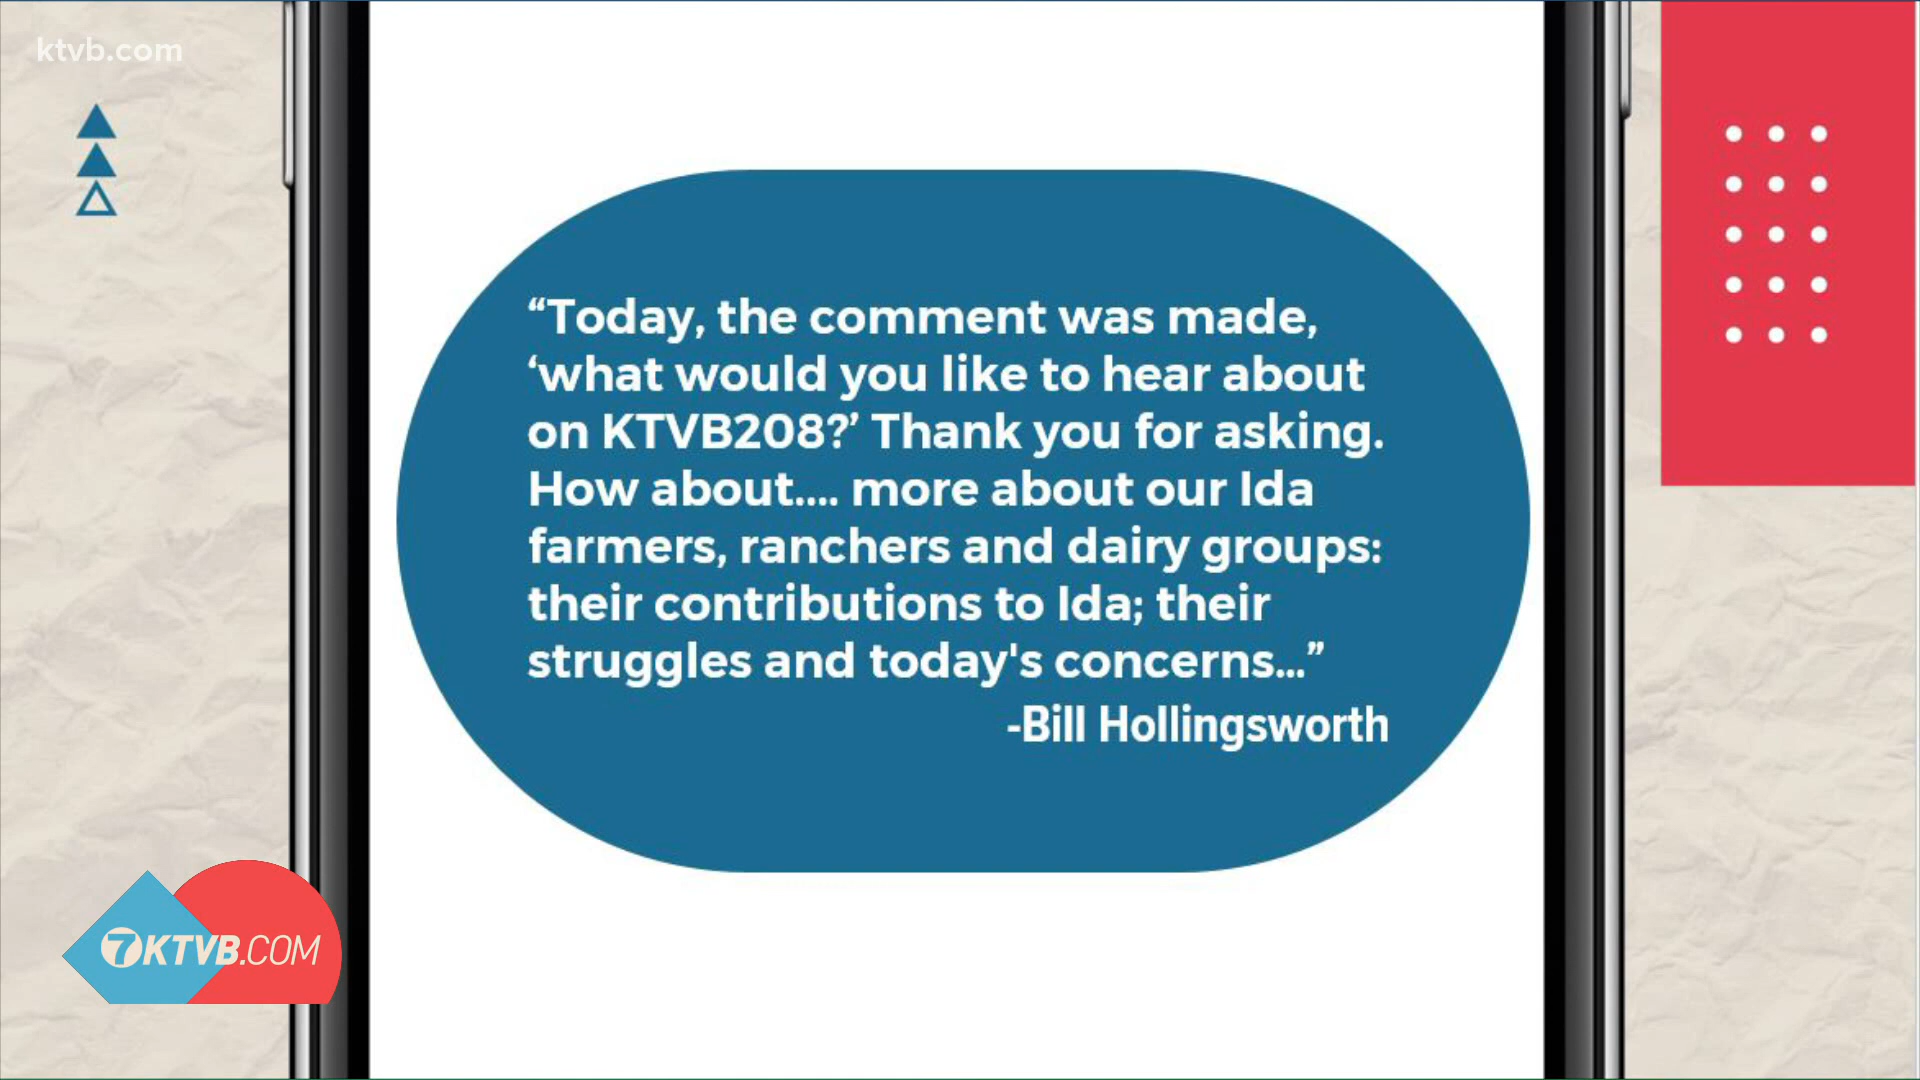 ktvb.com
“Today, the comment was made,
‘what would you like to hear about
on KTVB208?’ Thank you for asking.
How about.... more about our Ida
farmers, ranchers and dairy groups:
their contributions to Ida; their
struggles and today's concerns...”
-Bill Hollingsworth
7KTVB.COM